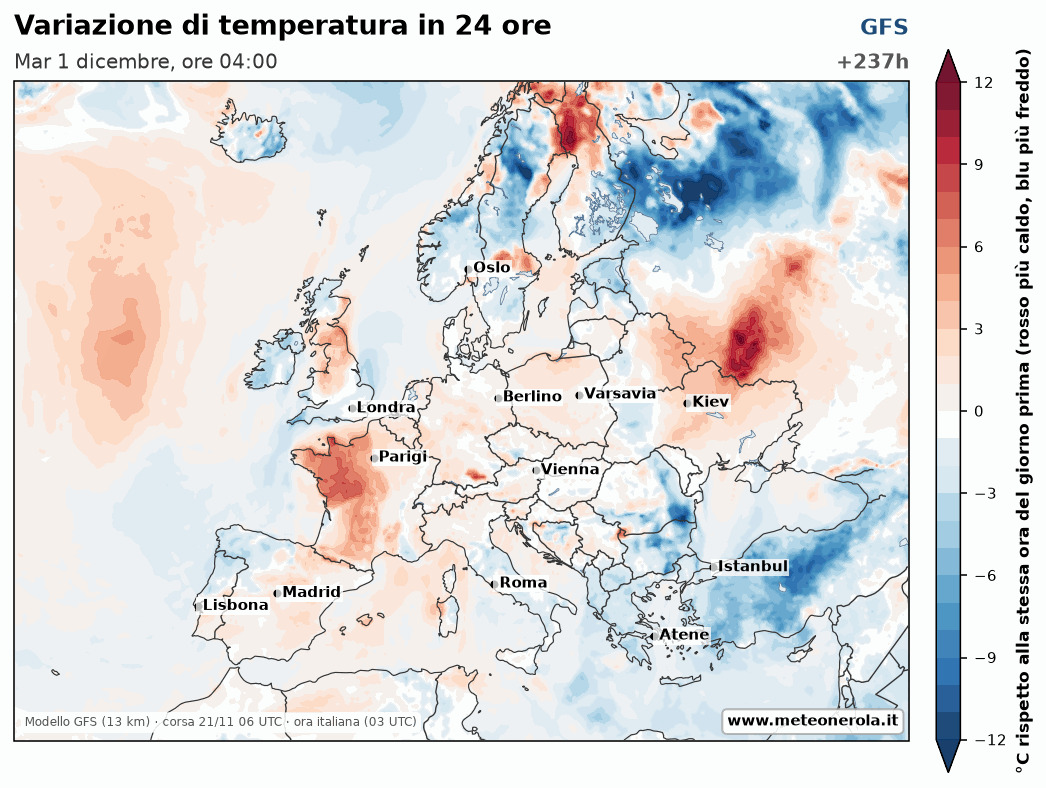 Variazione di temperatura in 24 ore
GFS
Mar 1 dicembre, ore 04:00
+237h
Oslo
Londra
Berlino
Varsavia
Kiev
Parigi
Vienna
Istanbul
Roma
Madrid
Lisbona
Atene
Modello GFS (13 km) · corsa 21/11 06 UTC · ora italiana (03 UTC)
www.meteonerola.it
12
9
6
3
0
−3
−6
−9
−12
°C rispetto alla stessa ora del giorno prima (rosso più caldo, blu più freddo)